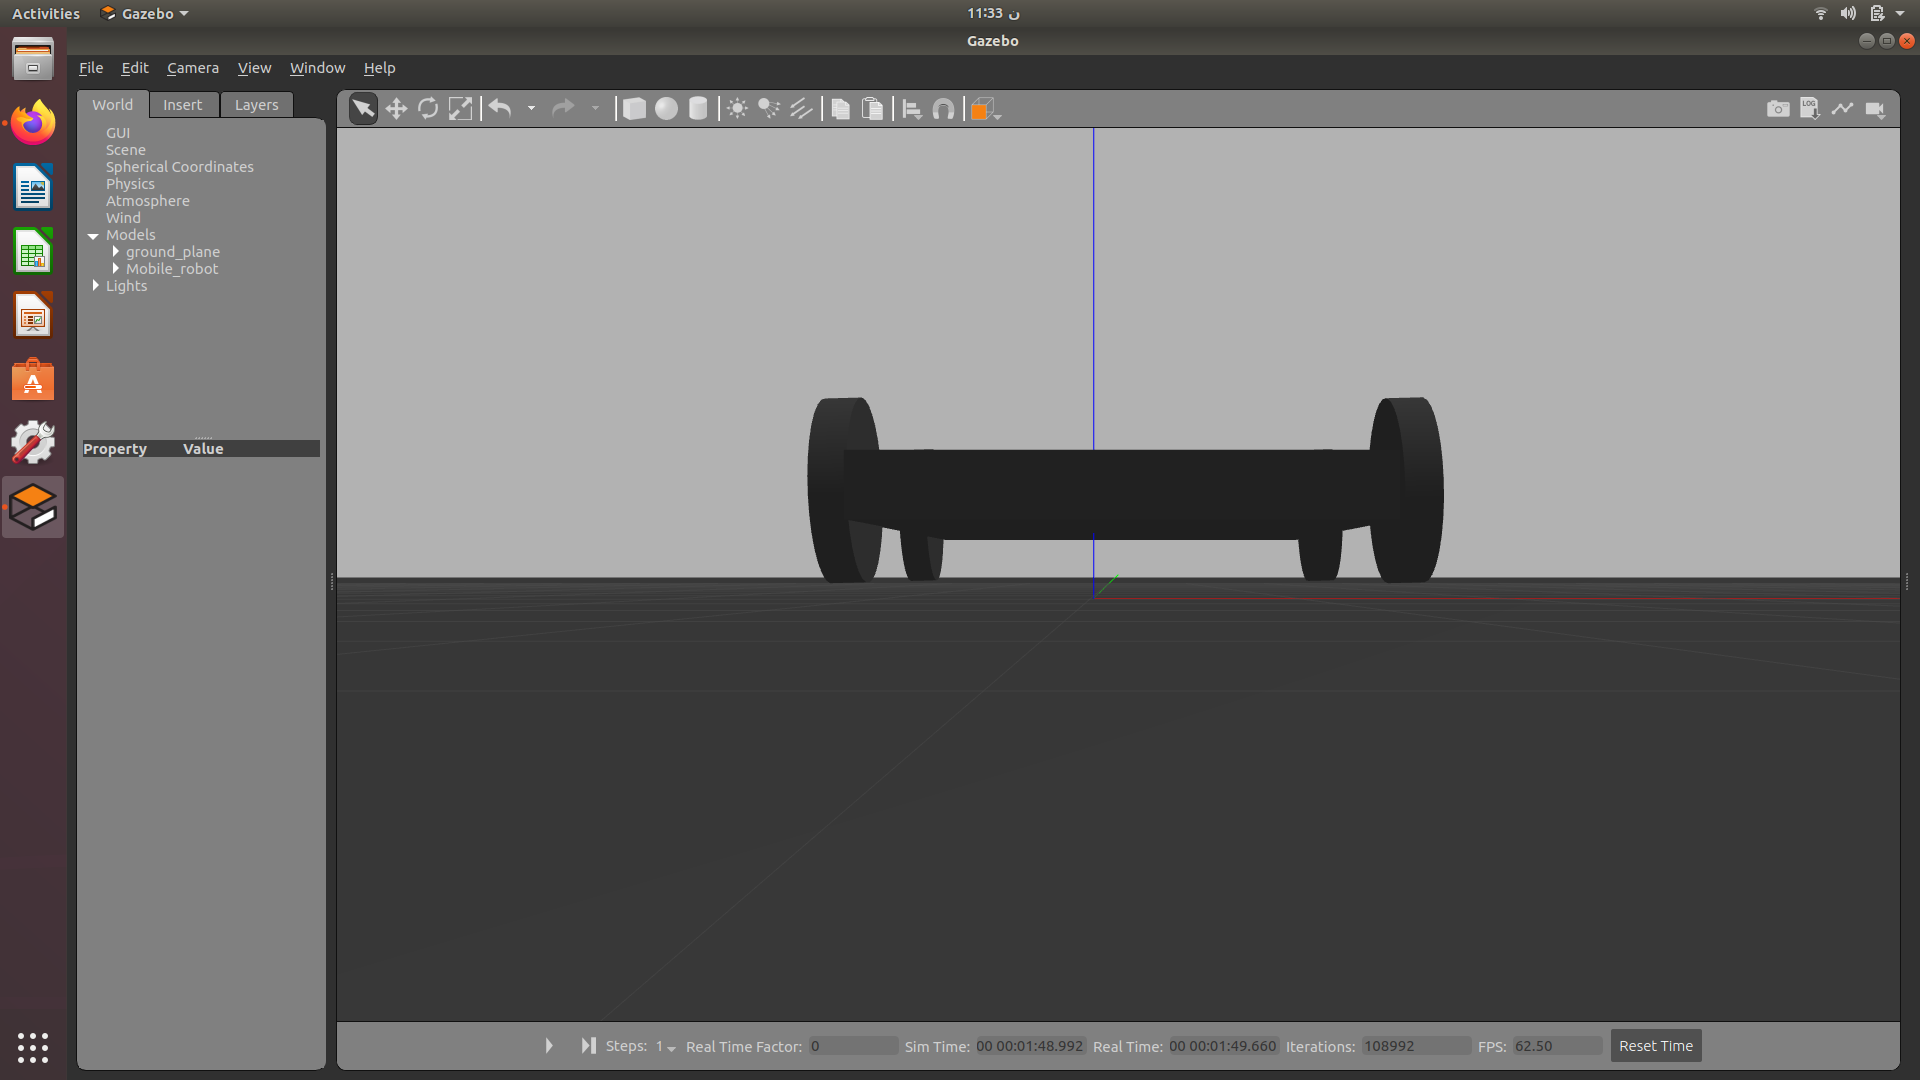 Activities
Gazebo
11:33 ن
Gazebo
File Edit Camera View Window Help
World Insert Layers
GUI
Scene
Spherical Coordinates
Physics
Atmosphere
Wind
Models
ground_plane
Mobile_robot
Lights
Property Value
LOG
Steps: 1 Real Time Factor: 0 Sim Time: 00 00:01:48.992 Real Time: 00 00:01:49.660 Iterations: 108992 FPS: 62.50 Reset Time